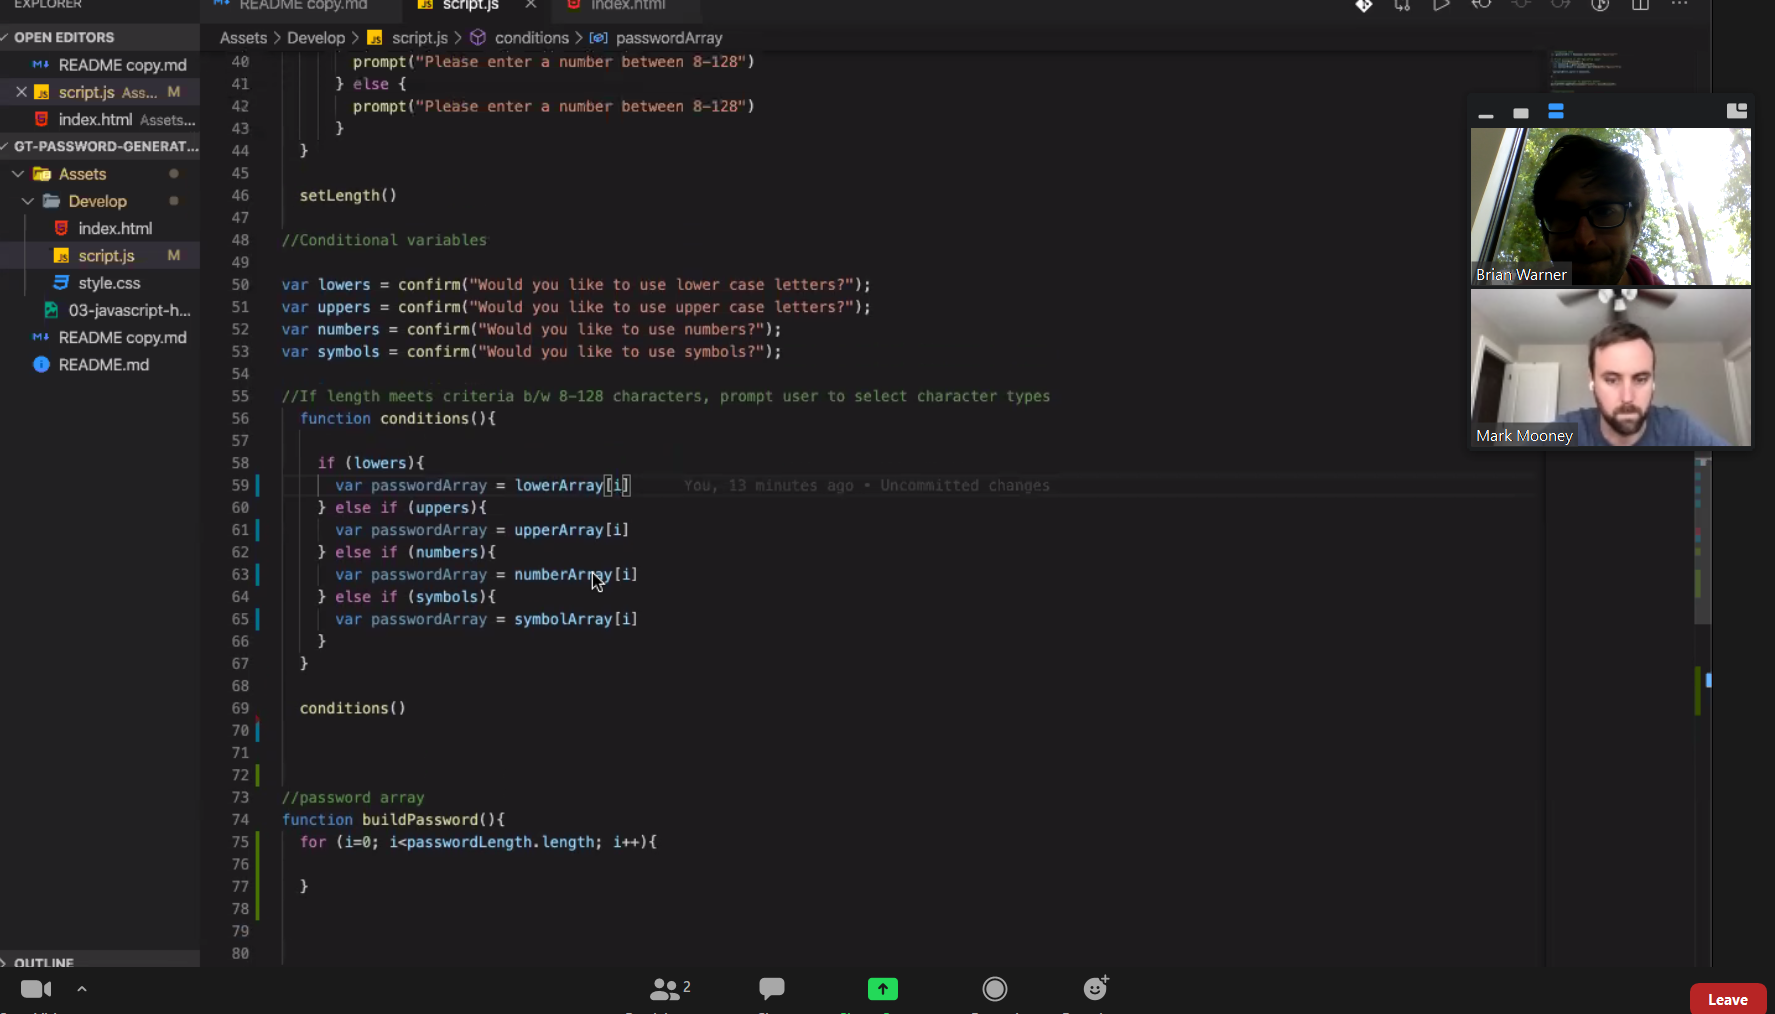 EXPLORER
README copy.md
script.js
index.html
OPEN EDITORS
README copy.md
script.js Ass... M
index.html Assets...
GT-PASSWORD-GENERAT...
Assets
Develop
index.html
script.js M
style.css
03-javascript-h...
README copy.md
README.md
OUTLINE
Assets > Develop > script.js > conditions > passwordArray
40 prompt("Please enter a number between 8-128")
41 } else {
42 prompt("Please enter a number between 8-128")
43 }
44 }
45
46 setLength()
47
48 //Conditional variables
49
50 var lowers = confirm("Would you like to use lower case letters?");
51 var uppers = confirm("Would you like to use upper case letters?");
52 var numbers = confirm("Would you like to use numbers?");
53 var symbols = confirm("Would you like to use symbols?");
54
55 //If length meets criteria b/w 8-128 characters, prompt user to select character types
56 function conditions(){
57
58 if (lowers){
59 var passwordArray = lowerArray[i] You, 13 minutes ago • Uncommitted changes
60 } else if (uppers){
61 var passwordArray = upperArray[i]
62 } else if (numbers){
63 var passwordArray = numberArray[i]
64 } else if (symbols){
65 var passwordArray = symbolArray[i]
66 }
67 }
68
69 conditions()
70
71
72
73 //password array
74 function buildPassword(){
75 for (i=0; i<passwordLength.length; i++){
76
77 }
78
79
80
Brian Warner
Mark Mooney
2
Leave